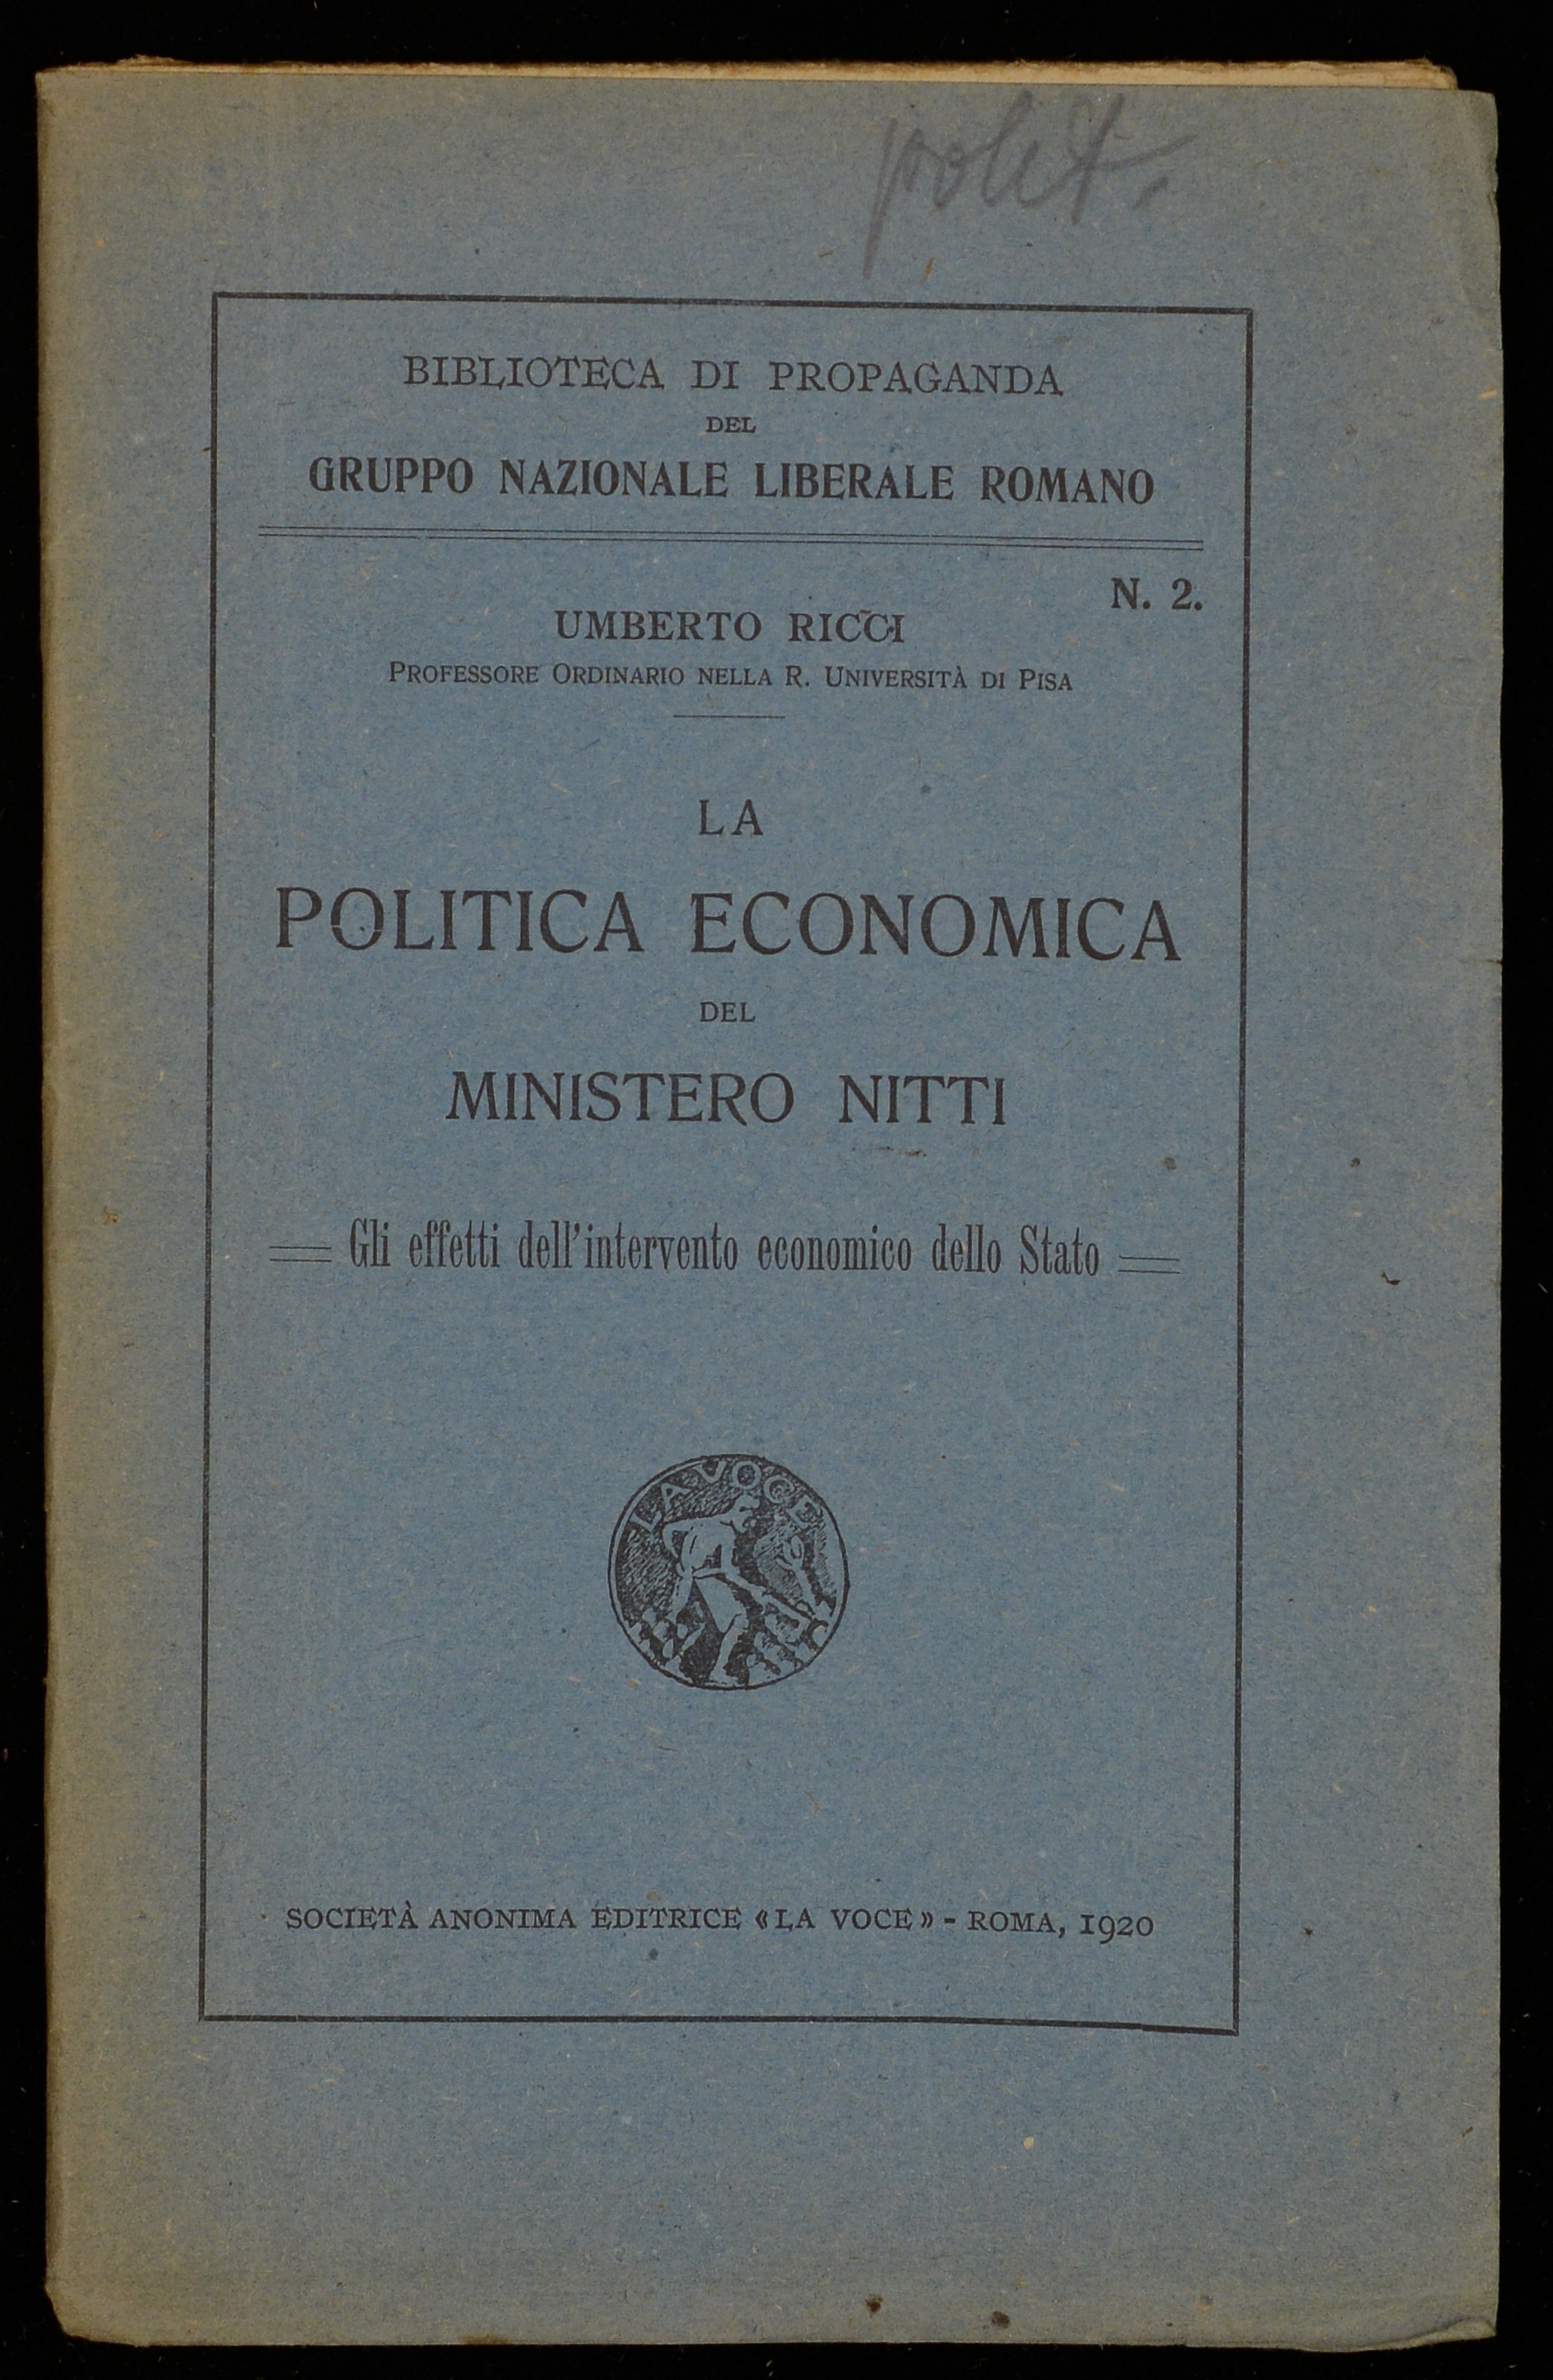 polit.
BIBLIOTECA DI PROPAGANDA
DEL
GRUPPO NAZIONALE LIBERALE ROMANO
N. 2.
UMBERTO RICCI
PROFESSORE ORDINARIO NELLA R. UNIVERSITÀ DI PISA
LA
POLITICA ECONOMICA
DEL
MINISTERO NITTI
Gli effetti dell'intervento economico dello Stato
LA VOCE
SOCIETÀ ANONIMA EDITRICE «LA VOCE» - ROMA, 1920